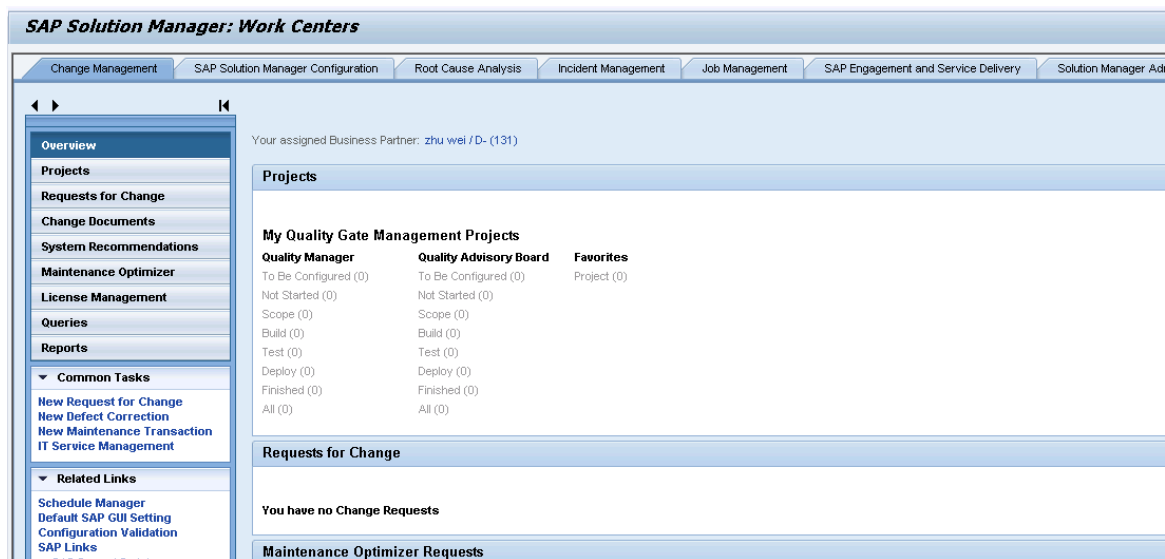 SAP Solution Manager: Work Centers
Change Management SAP Solution Manager Configuration Root Cause Analysis Incident Management Job Management SAP Engagement and Service Delivery Solution Manager
Your assigned Business Partner: zhu wei / D- (131)
Overview
Projects
Requests for Change
Change Documents
System Recommendations
Maintenance Optimizer
License Management
Queries
Reports
Common Tasks
New Request for Change
New Defect Correction
New Maintenance Transaction
IT Service Management
Related Links
Schedule Manager
Default SAP GUI Setting
Configuration Validation
SAP Links
Projects
My Quality Gate Management Projects
Quality Manager Quality Advisory Board Favorites
To Be Configured (0) To Be Configured (0) Project (0)
Not Started (0) Not Started (0)
Scope (0) Scope (0)
Build (0) Build (0)
Test (0) Test (0)
Deploy (0) Deploy (0)
Finished (0) Finished (0)
All (0) All (0)
Requests for Change
You have no Change Requests
Maintenance Optimizer Requests